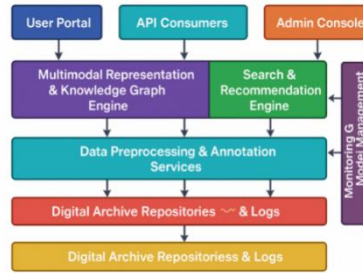 User Portal
API Consumers
Admin Console
Multimodal Representation
& Knowledge Graph
Engine
Search &
Recommendation
Engine
Monitoring G
Model Management
Data Preprocessing & Annotation
Services
Digital Archive Repositories & Logs
Digital Archive Repositoriess & Logs